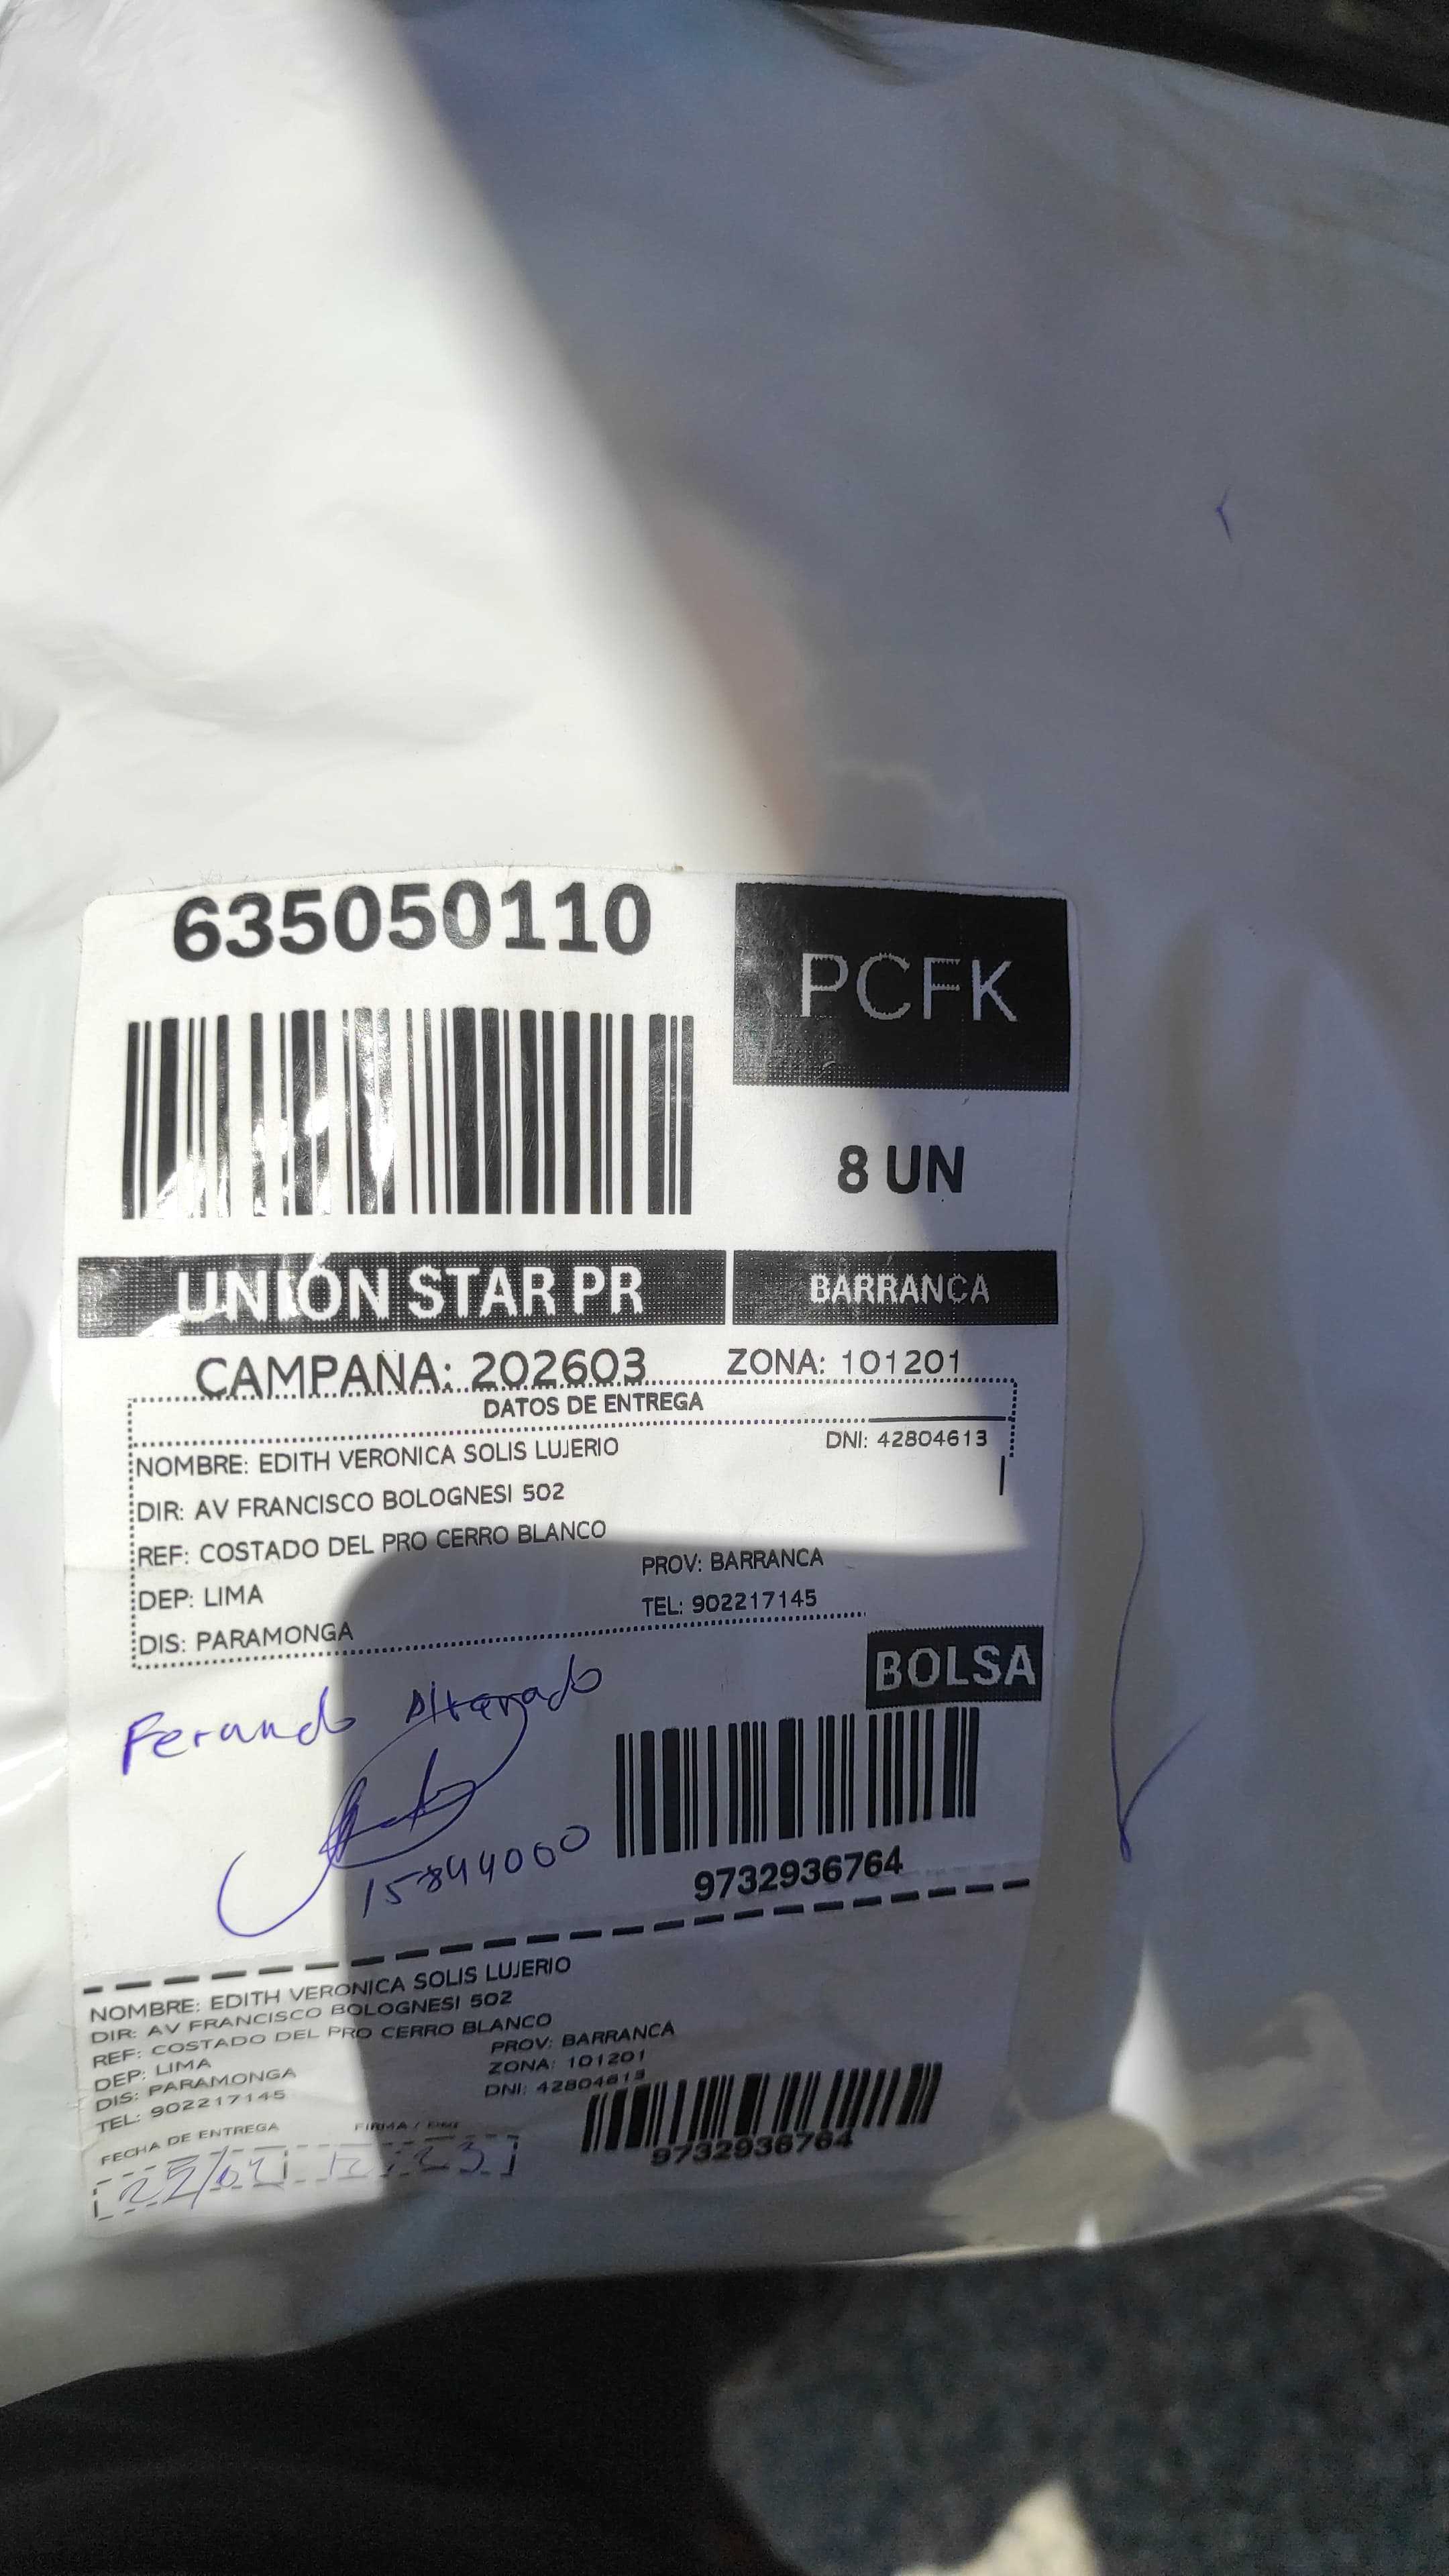 635050110
PCFK
8 UN
UNIÓN STAR PR
BARRANCA
CAMPAÑA: 202603 ZONA: 101201
DATOS DE ENTREGA
NOMBRE: EDITH VERONICA SOLIS LUJERIO DNI: 42804613
DIR: AV FRANCISCO BOLOGNESI 502
REF: COSTADO DEL PRO CERRO BLANCO
DEP: LIMA PROV: BARRANCA
DIS: PARAMONGA TEL: 902217145
BOLSA
Ferando
15844000
9732936764
NOMBRE: EDITH VERONICA SOLIS LUJERIO
DIR: AV FRANCISCO BOLOGNESI 502
REF: COSTADO DEL PRO CERRO BLANCO
DEP: LIMA PROV: BARRANCA
DIS: PARAMONGA ZONA: 101201
TEL: 902217145 DNI: 42804613
FECHA DE ENTREGA FIRMA /
9732936764